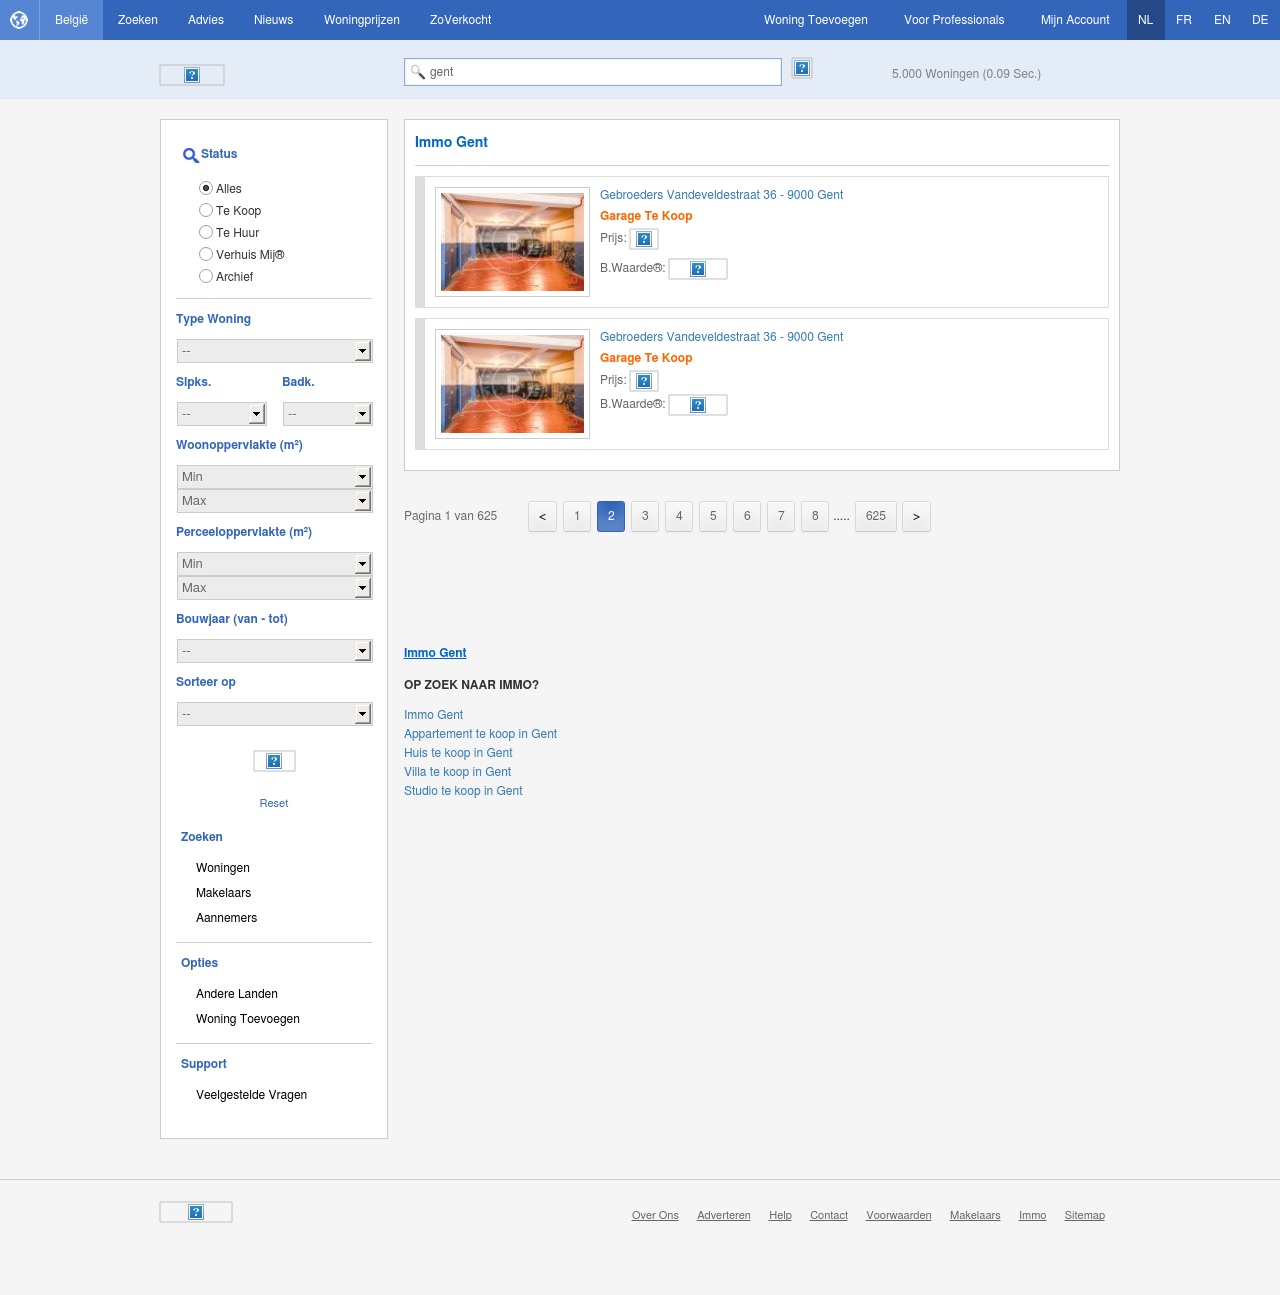 België Zoeken Advies Nieuws Woningprijzen ZoVerkocht Woning Toevoegen Voor Professionals Mijn Account NL FR EN DE
gent 5.000 Woningen (0.09 Sec.)
Status
Alles
Te Koop
Te Huur
Verhuis Mij®
Archief
Type Woning
--
Slpks. Badk.
-- --
Woonoppervlakte (m²)
Min
Max
Perceeloppervlakte (m²)
Min
Max
Bouwjaar (van - tot)
--
Sorteer op
--
Reset
Zoeken
Woningen
Makelaars
Aannemers
Opties
Andere Landen
Woning Toevoegen
Support
Veelgestelde Vragen
Immo Gent
Gebroeders Vandeveldestraat 36 - 9000 Gent
Garage Te Koop
Prijs:
B.Waarde®:
Gebroeders Vandeveldestraat 36 - 9000 Gent
Garage Te Koop
Prijs:
B.Waarde®:
Pagina 1 van 625 < 1 2 3 4 5 6 7 8 ..... 625 >
Immo Gent
OP ZOEK NAAR IMMO?
Immo Gent
Appartement te koop in Gent
Huis te koop in Gent
Villa te koop in Gent
Studio te koop in Gent
Over Ons Adverteren Help Contact Voorwaarden Makelaars Immo Sitemap